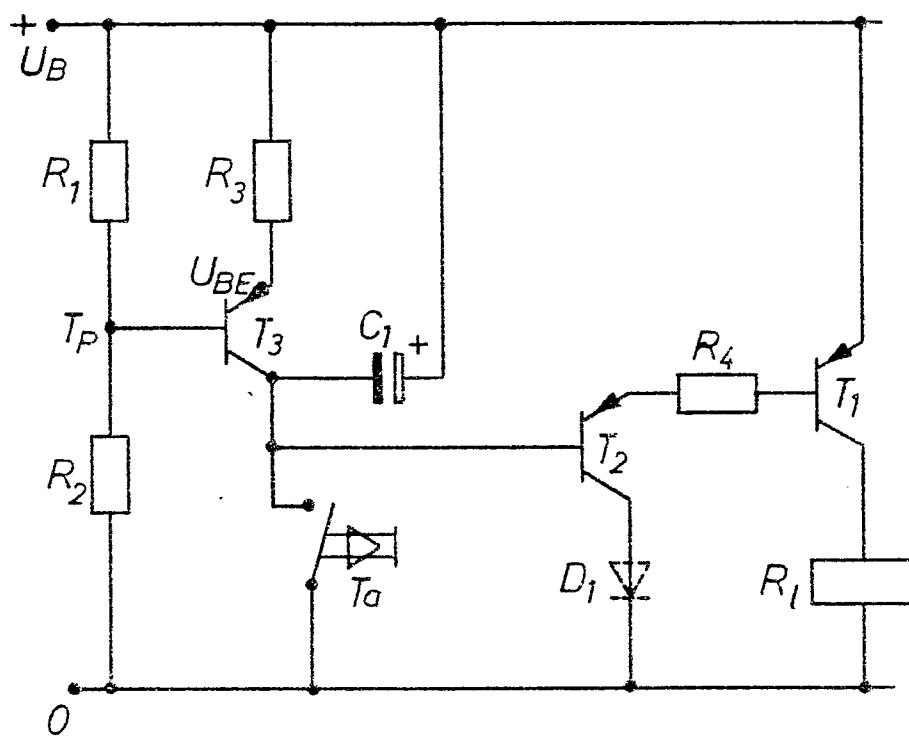 +
U_B
R_1
R_3
U_BE
T_P
T_3
C_1 +
R_4
T_1
T_2
R_2
Ta
D_1
R_l
0